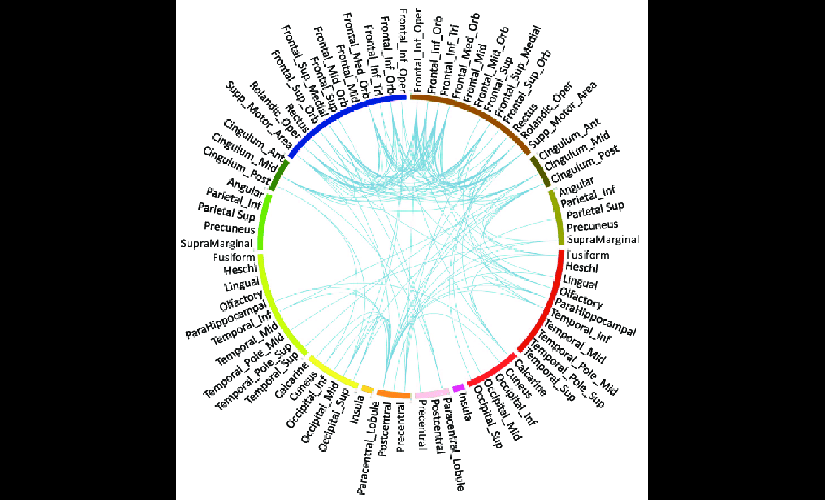 Frontal_Inf_Oper
Frontal_Inf_Orb
Frontal_Inf_Tri
Frontal_Med_Orb
Frontal_Mid
Frontal_Mid_Orb
Frontal_Sup
Frontal_Sup_Medial
Frontal_Sup_Orb
Rectus
Rolandic_Oper
Supp_Motor_Area
Cingulum_Ant
Cingulum_Mid
Cingulum_Post
Angular
Parietal_Inf
Parietal Sup
Precuneus
SupraMarginal
Fusiform
Heschl
Lingual
Olfactory
ParaHippocampal
Temporal_Inf
Temporal_Mid
Temporal_Pole_Mid
Temporal_Pole_Sup
Temporal_Sup
Calcarine
Cuneus
Occipital_Inf
Occipital_Mid
Occipital_Sup
Insula
Paracentral_Lobule
Postcentral
Precentral
Precentral
Postcentral
Paracentral_Lobule
Insula
Occipital_Sup
Occipital_Mid
Occipital_Inf
Cuneus
Calcarine
Temporal_Sup
Temporal_Pole_Sup
Temporal_Pole_Mid
Temporal_Mid
Temporal_Inf
ParaHippocampal
Olfactory
Lingual
Heschl
Fusiform
SupraMarginal
Precuneus
Parietal Sup
Parietal_Inf
Angular
Cingulum_Post
Cingulum_Mid
Cingulum_Ant
Supp_Motor_Area
Rolandic_Oper
Rectus
Frontal_Sup_Orb
Frontal_Sup_Medial
Frontal_Sup
Frontal_Mid_Orb
Frontal_Mid
Frontal_Med_Orb
Frontal_Inf_Tri
Frontal_Inf_Orb
Frontal_Inf_Oper